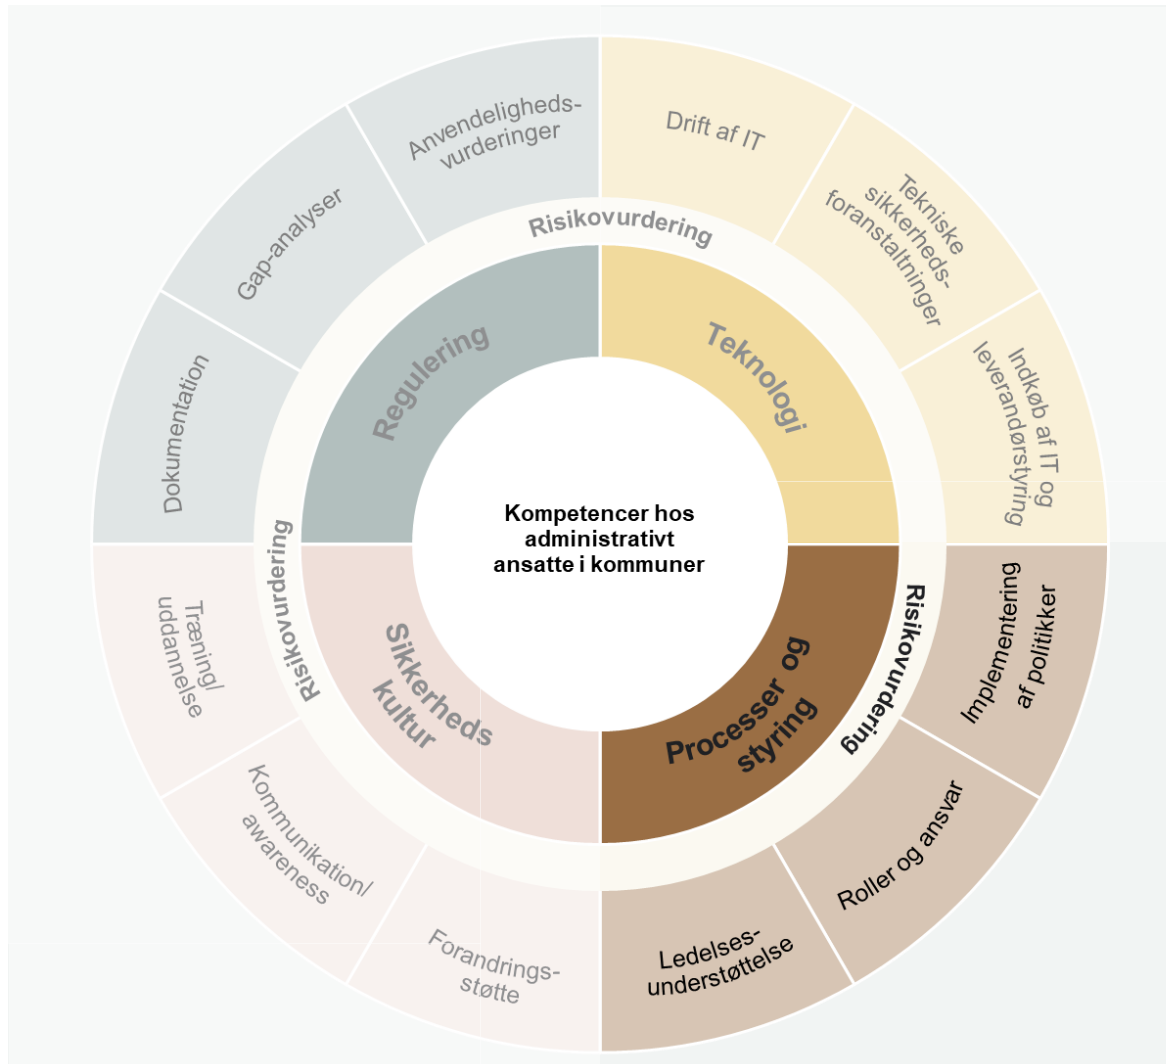 Anvendeligheds-
vurderinger
Drift af IT
Tekniske
sikkerheds-
foranstaltninger
Gap-analyser
Risikovurdering
Regulering
Teknologi
Indkøb af IT og
leverandørstyring
Dokumentation
Kompetencer hos
administrativt
ansatte i kommuner
Risikovurdering
Risikovurdering
Træning/
uddannelse
Sikkerheds
kultur
Processer og
styring
Implementering
af politikker
Kommunikation/
awareness
Roller og ansvar
Forandrings-
støtte
Ledelses-
understøttelse